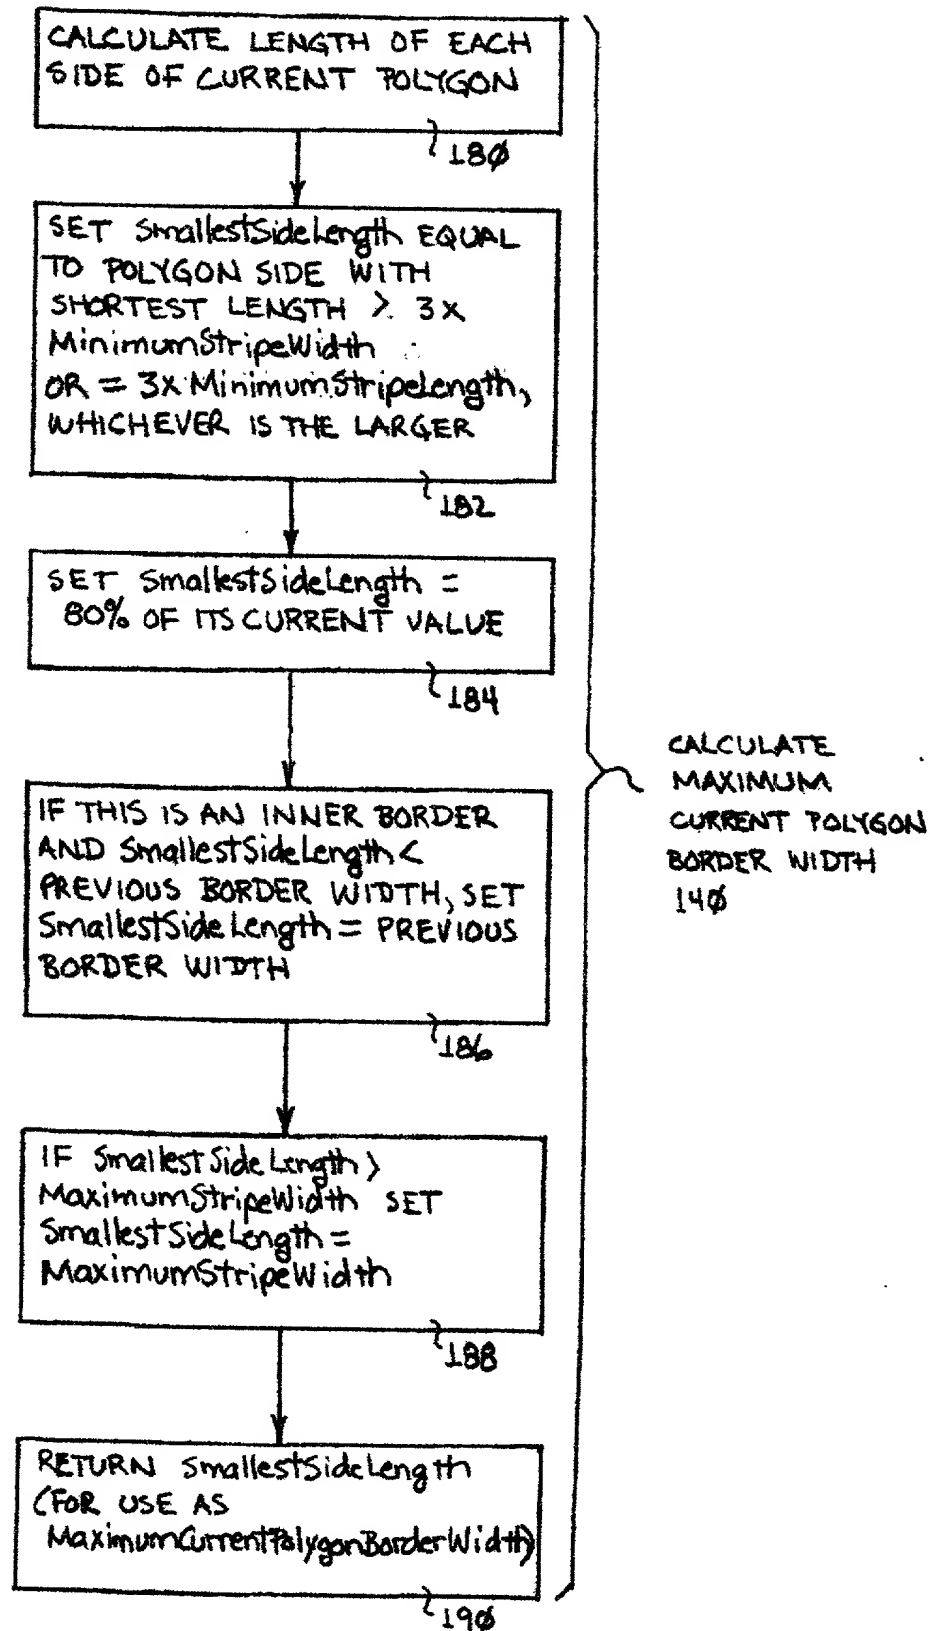 CALCULATE LENGTH OF EACH
SIDE OF CURRENT POLYGON
180
SET SmallestSideLength EQUAL
TO POLYGON SIDE WITH
SHORTEST LENGTH > 3x
MinimumStripeWidth
OR = 3x MinimumStripeLength,
WHICHEVER IS THE LARGER
182
SET SmallestSideLength =
80% OF ITS CURRENT VALUE
184
IF THIS IS AN INNER BORDER
AND SmallestSideLength <
PREVIOUS BORDER WIDTH, SET
SmallestSideLength = PREVIOUS
BORDER WIDTH
186
IF SmallestSideLength >
MaximumStripeWidth SET
SmallestSideLength =
MaximumStripeWidth
188
RETURN SmallestSideLength
(FOR USE AS
MaximumCurrentPolygonBorderWidth)
190
CALCULATE
MAXIMUM
CURRENT POLYGON
BORDER WIDTH
140